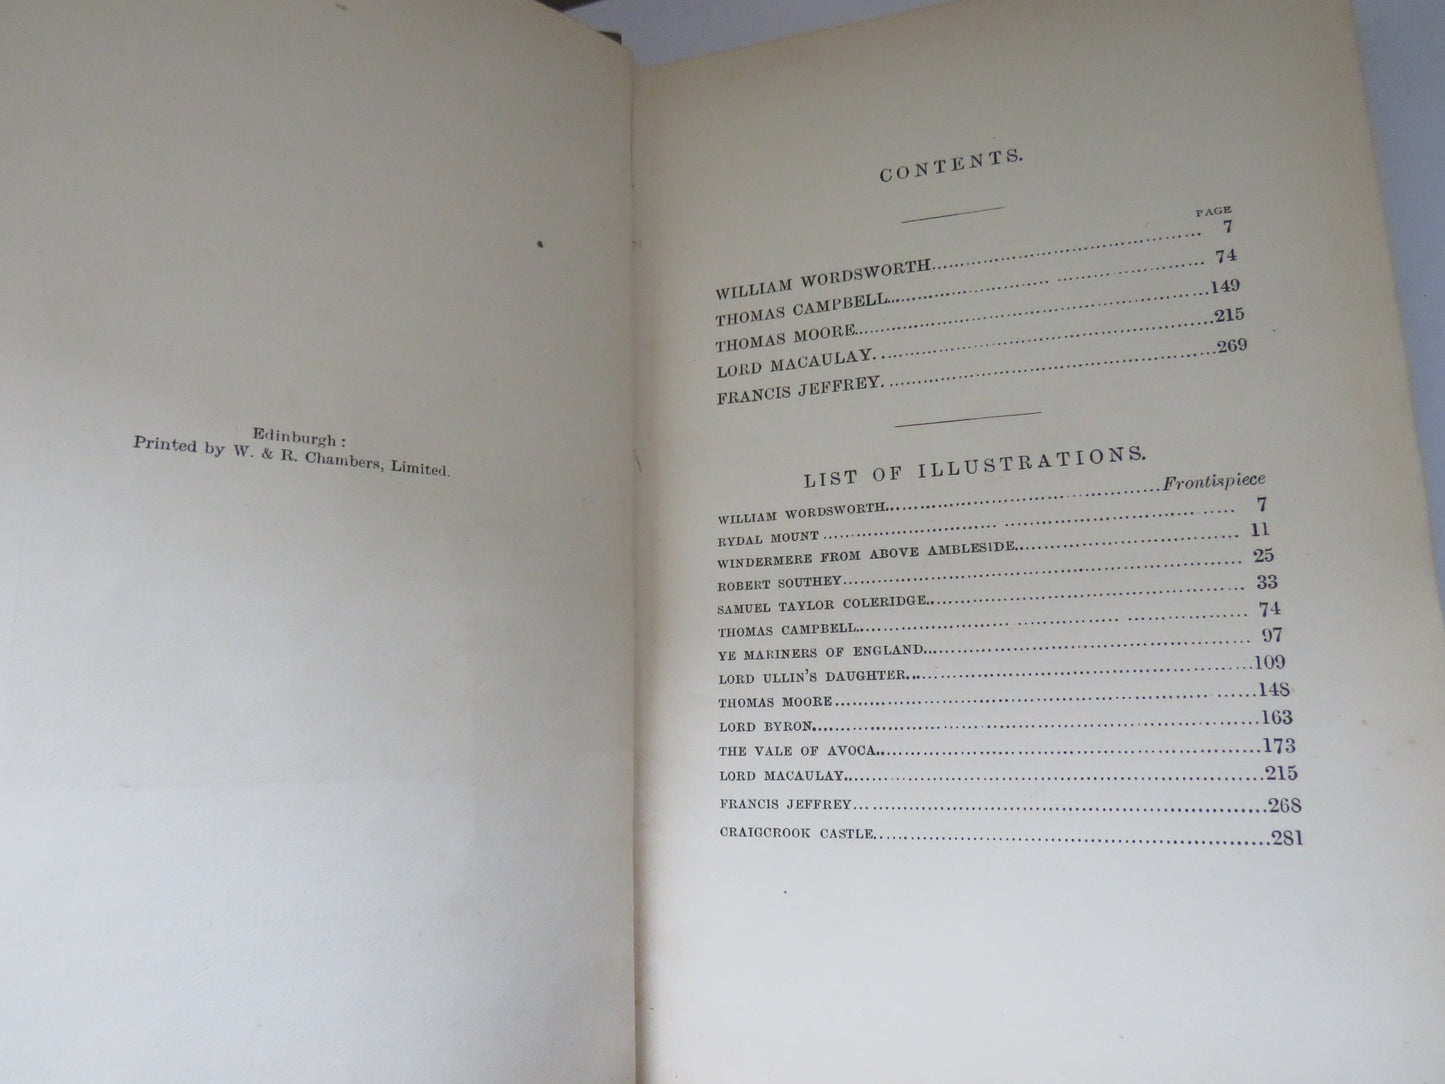 Edinburgh :
Printed by W. & R. Chambers, Limited.
CONTENTS.
PAGE
WILLIAM WORDSWORTH........................................ 7
THOMAS CAMPBELL........................................ 74
THOMAS MOORE........................................149
LORD MACAULAY........................................215
FRANCIS JEFFREY........................................269
LIST OF ILLUSTRATIONS.
WILLIAM WORDSWORTH........................................Frontispiece
RYDAL MOUNT ........................................ 7
WINDERMERE FROM ABOVE AMBLESIDE........................................ 11
ROBERT SOUTHEY........................................ 25
SAMUEL TAYLOR COLERIDGE........................................ 33
THOMAS CAMPBELL........................................ 74
YE MARINERS OF ENGLAND........................................ 97
LORD ULLIN'S DAUGHTER........................................109
THOMAS MOORE........................................148
LORD BYRON........................................163
THE VALE OF AVOCA........................................173
LORD MACAULAY........................................215
FRANCIS JEFFREY........................................268
CRAIGCROOK CASTLE........................................281